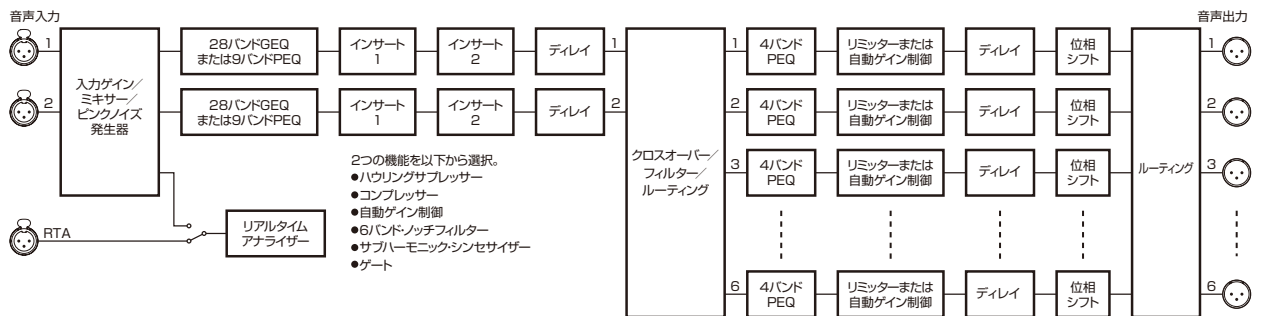 音声入力
音声出力
1
2
RTA
入力ゲイン／
ミキサー／
ピンクノイズ
発生器
28バンドGEQ
または9バンドPEQ
インサート
1
インサート
2
ディレイ
1
28バンドGEQ
または9バンドPEQ
インサート
1
インサート
2
ディレイ
2
リアルタイム
アナライザー
2つの機能を以下から選択。
●ハウリングサプレッサー
●コンプレッサー
●自動ゲイン制御
●6バンド・ノッチフィルター
●サブハーモニック・シンセサイザー
●ゲート
クロスオーバー／
フィルター／
ルーティング
1
4バンド
PEQ
リミッターまたは
自動ゲイン制御
ディレイ
位相
シフト
2
4バンド
PEQ
リミッターまたは
自動ゲイン制御
ディレイ
位相
シフト
3
4バンド
PEQ
リミッターまたは
自動ゲイン制御
ディレイ
位相
シフト
6
4バンド
PEQ
リミッターまたは
自動ゲイン制御
ディレイ
位相
シフト
ルーティング
1
2
3
6